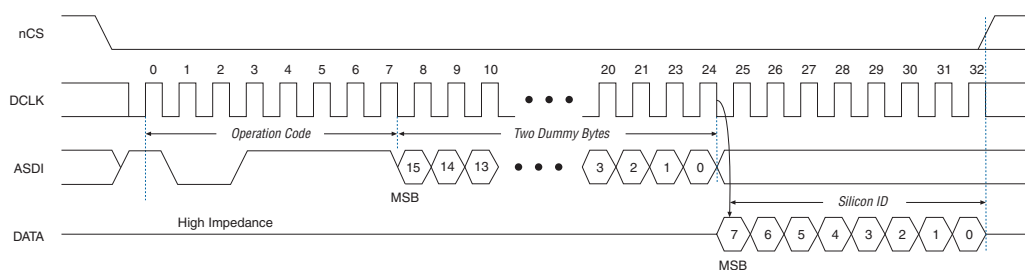 nCS
0 1 2 3 4 5 6 7 8 9 10 20 21 23 24 25 26 27 28 29 30 31 32
DCLK
Operation Code Two Dummy Bytes
ASDI
15 14 13 3 2 1 0
MSB
Silicon ID
High Impedance
DATA
7 6 5 4 3 2 1 0
MSB